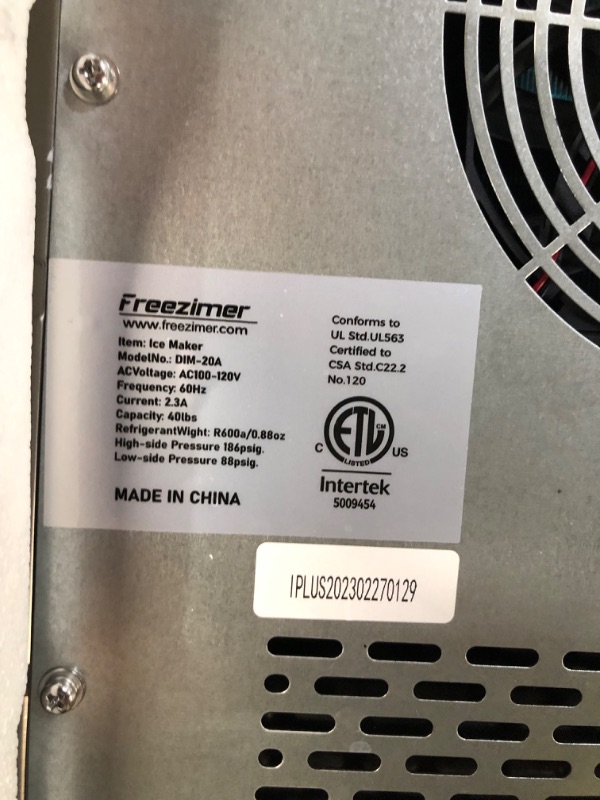 Freezimer
www.freezimer.com
Item: Ice Maker
ModelNo.: DIM-20A
ACVoltage: AC100-120V
Frequency: 60Hz
Current: 2.3A
Capacity: 40lbs
RefrigerantWight: R600a/0.88oz
High-side Pressure 186psig.
Low-side Pressure 88psig.
MADE IN CHINA
Conforms to
UL Std.UL563
Certified to
CSA Std.C22.2
No.120
ETL CM
C LISTED US
Intertek
5009454
IPLUS202302270129